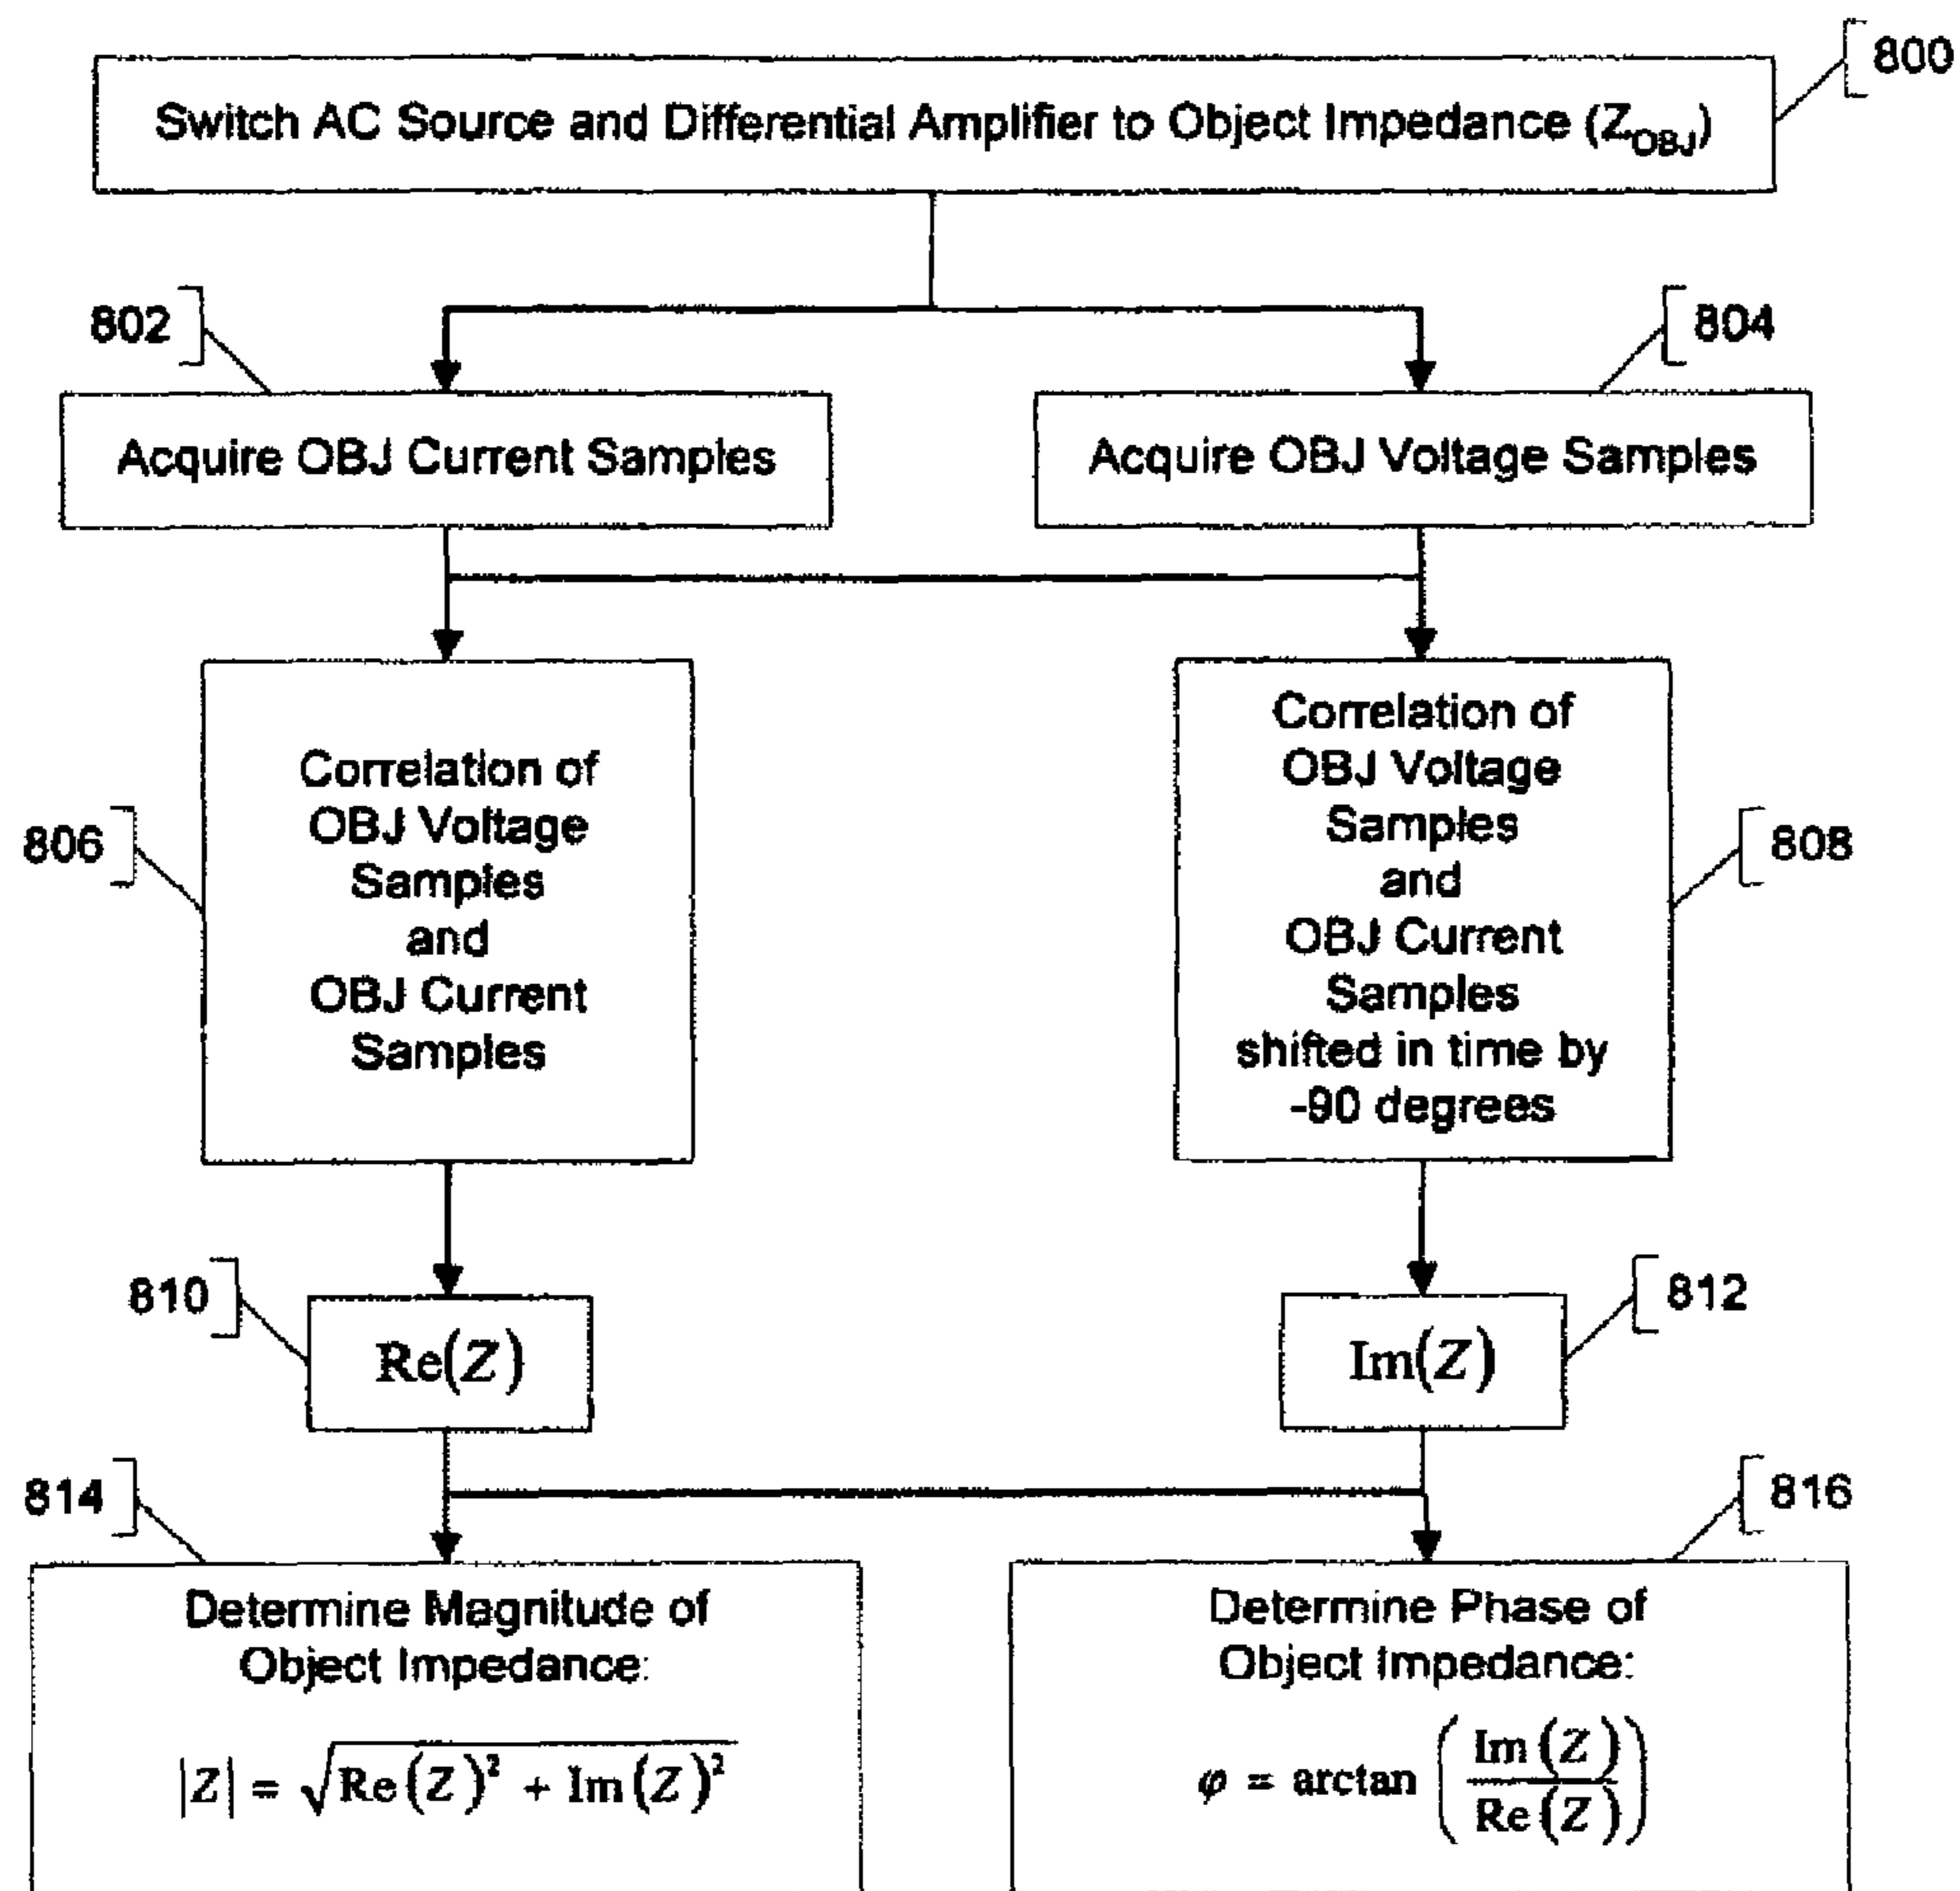 800
Switch AC Source and Differential Amplifier to Object Impedance (Z_OBJ)
802
804
Acquire OBJ Current Samples
Acquire OBJ Voltage Samples
806
Correlation of
OBJ Voltage
Samples
and
OBJ Current
Samples
808
Correlation of
OBJ Voltage
Samples
and
OBJ Current
Samples
shifted in time by
-90 degrees
810
Re(Z)
812
Im(Z)
814
Determine Magnitude of
Object Impedance:
|Z| = √Re(Z)² + Im(Z)²
816
Determine Phase of
Object Impedance:
φ = arctan (Im(Z)/Re(Z))